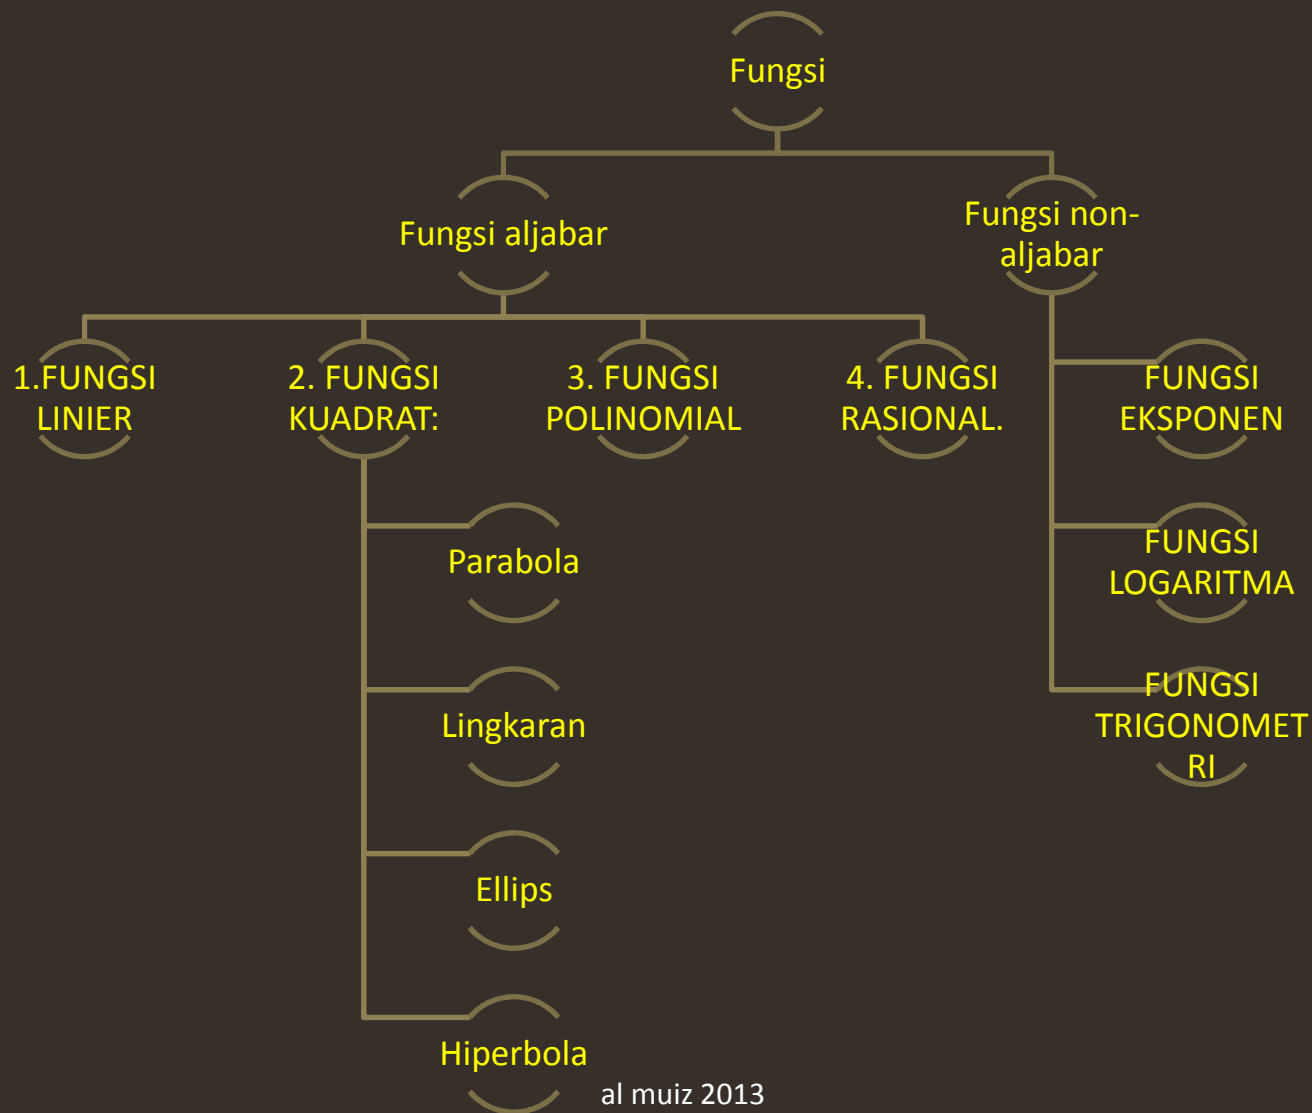 Fungsi
Fungsi aljabar
Fungsi non-
aljabar
1.FUNGSI
LINIER
2. FUNGSI
KUADRAT:
3. FUNGSI
POLINOMIAL
4. FUNGSI
RASIONAL.
FUNGSI
EKSPONEN
Parabola
FUNGSI
LOGARITMA
Lingkaran
FUNGSI
TRIGONOMET
RI
Ellips
Hiperbola
al muiz 2013